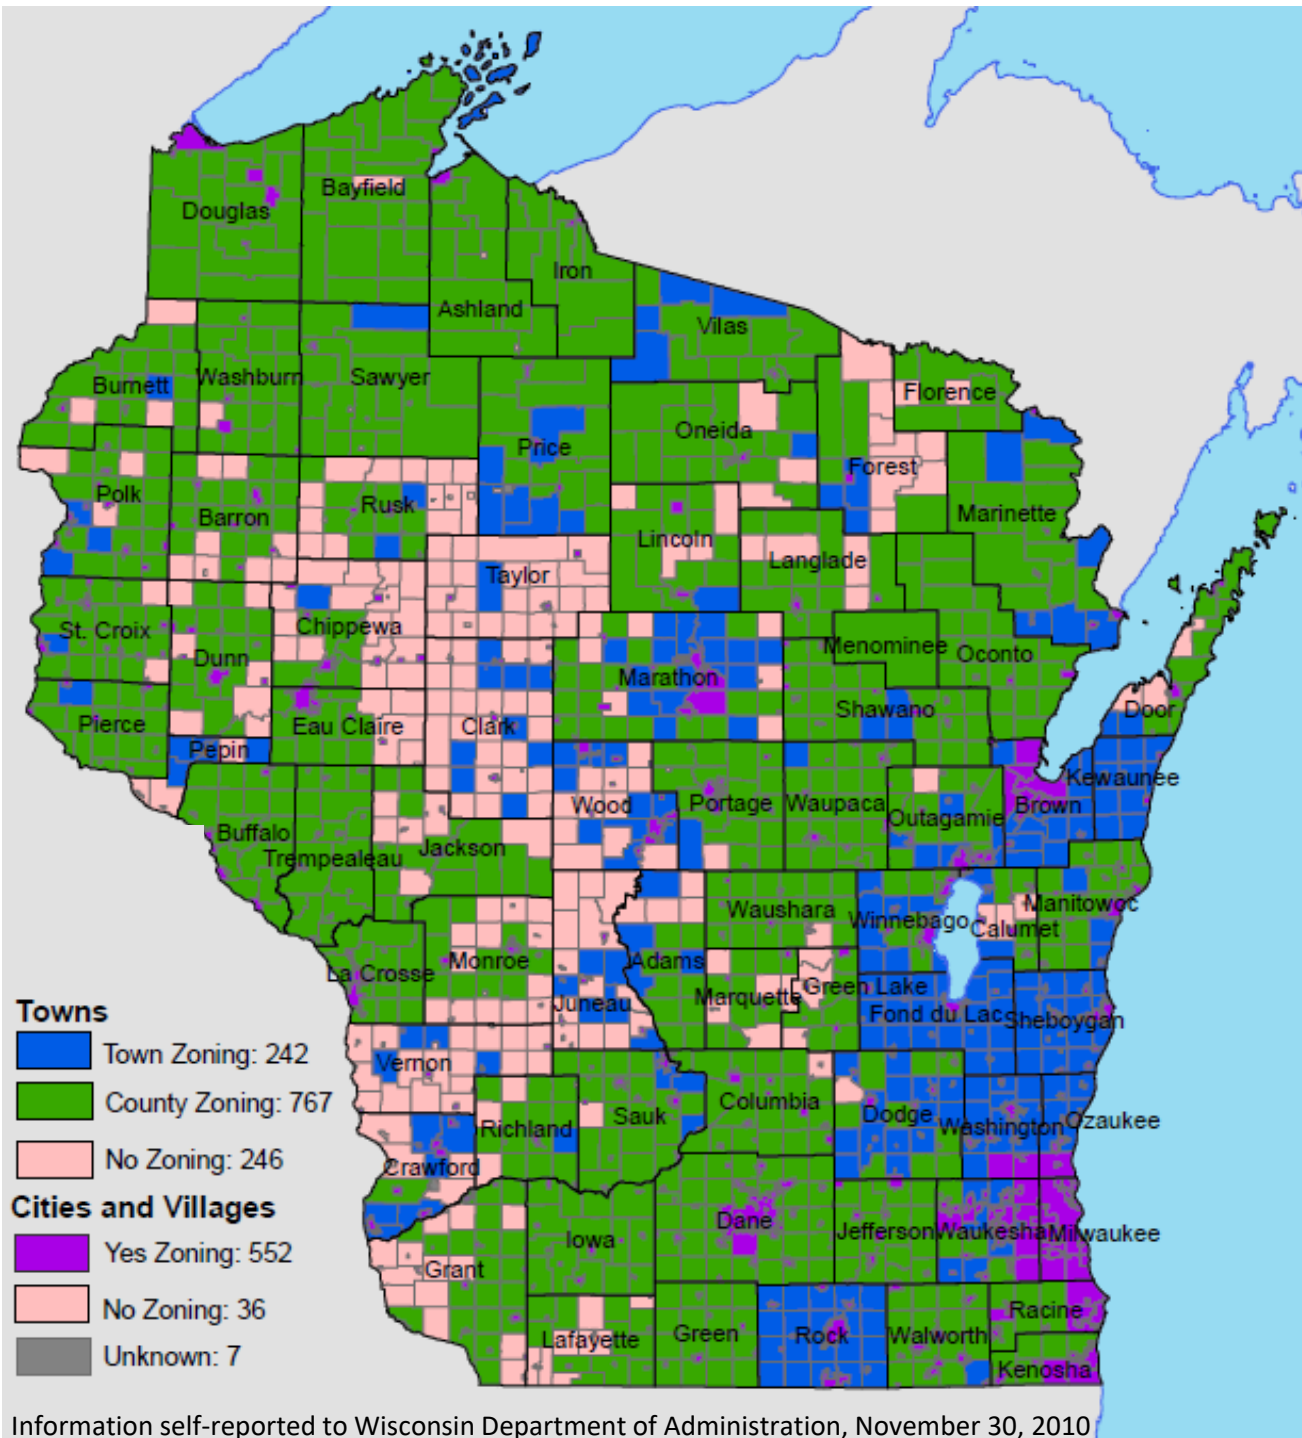 Douglas
Bayfield
Iron
Ashland
Vilas
Burnett
Washburn
Sawyer
Florence
Price
Oneida
Forest
Polk
Barron
Rusk
Marinette
Lincoln
Langlade
Taylor
St. Croix
Chippewa
Menominee
Oconto
Dunn
Marathon
Pierce
Eau Claire
Clark
Shawano
Door
Pepin
Kewaunee
Wood
Portage
Waupaca
Outagamie
Brown
Buffalo
Trempealeau
Jackson
Waushara
Winnebago
Calumet
Manitowoc
La Crosse
Monroe
Adams
Juneau
Marquette
Green Lake
Fond du Lac
Sheboygan
Vernon
Richland
Sauk
Columbia
Dodge
Washington
Ozaukee
Crawford
Dane
Iowa
Jefferson
Waukesha
Milwaukee
Grant
Lafayette
Green
Rock
Walworth
Racine
Kenosha
Towns
Town Zoning: 242
County Zoning: 767
No Zoning: 246
Cities and Villages
Yes Zoning: 552
No Zoning: 36
Unknown: 7
Information self-reported to Wisconsin Department of Administration, November 30, 2010